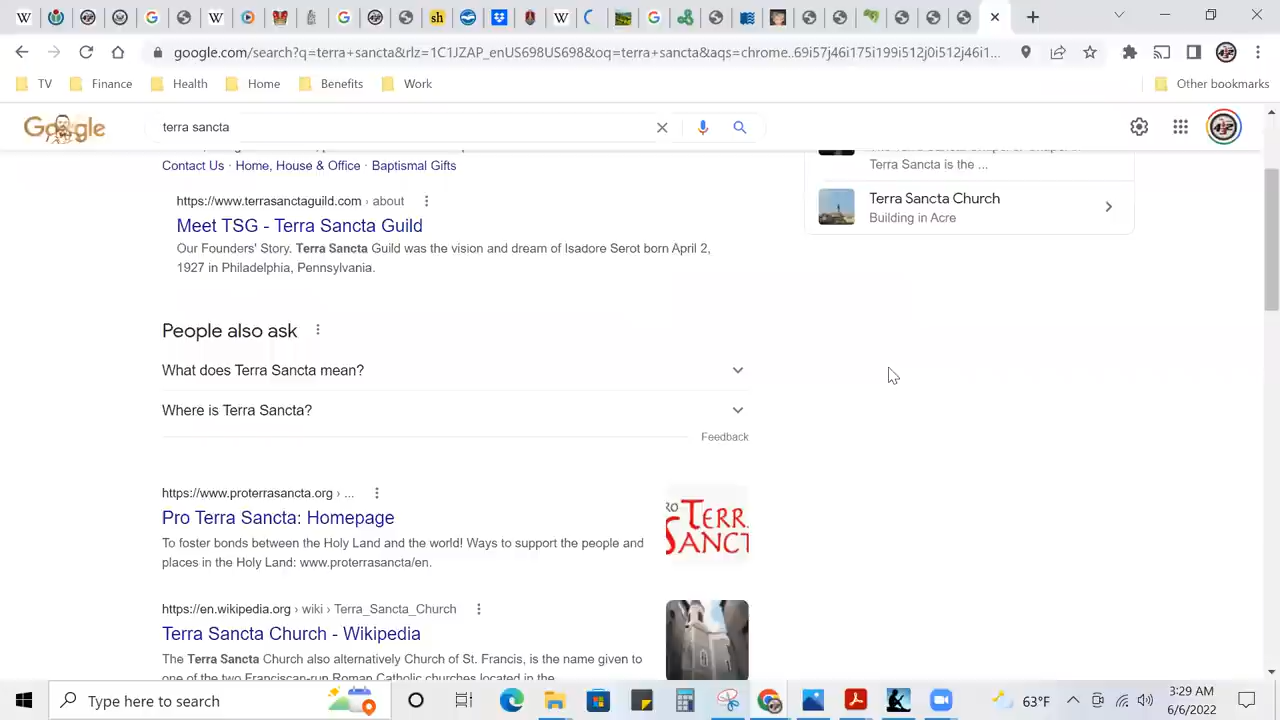 google.com/search?q=terra+sancta&rlz=1C1JZAP_enUS698US698&oq=terra+sancta&aqs=chrome..69i57j46i175i199i512j0i512j46i1...
TV Finance Health Home Benefits Work Other bookmarks
Google terra sancta
Contact Us · Home, House & Office · Baptismal Gifts
https://www.terrasanctaguild.com › about
Meet TSG - Terra Sancta Guild
Our Founders' Story. Terra Sancta Guild was the vision and dream of Isadore Serot born April 2,
1927 in Philadelphia, Pennsylvania.
People also ask
What does Terra Sancta mean?
Where is Terra Sancta?
Feedback
https://www.proterrasancta.org › ...
Pro Terra Sancta: Homepage
To foster bonds between the Holy Land and the world! Ways to support the people and
places in the Holy Land: www.proterrasancta/en.
RO TERR
SANCT
https://en.wikipedia.org › wiki › Terra_Sancta_Church
Terra Sancta Church - Wikipedia
The Terra Sancta Church also alternatively Church of St. Francis, is the name given to
one of the two Franciscan-run Roman Catholic churches located in the
Terra Sancta is the ...
Terra Sancta Church
Building in Acre
Type here to search
63°F
3:29 AM
6/6/2022